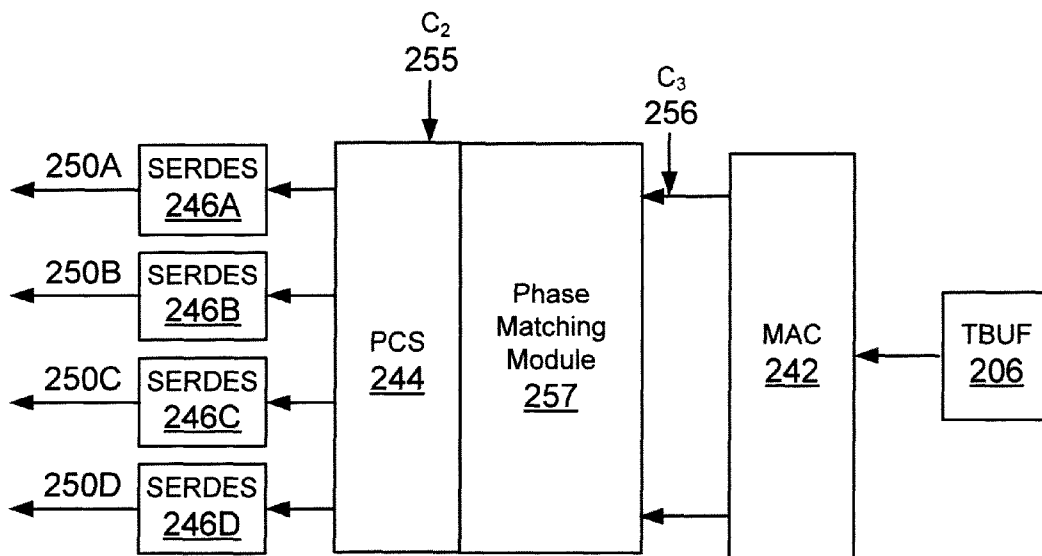 C₂
255
C₃
256
250A
SERDES
246A
250B
SERDES
246B
250C
SERDES
246C
250D
SERDES
246D
PCS
244
Phase
Matching
Module
257
MAC
242
TBUF
206